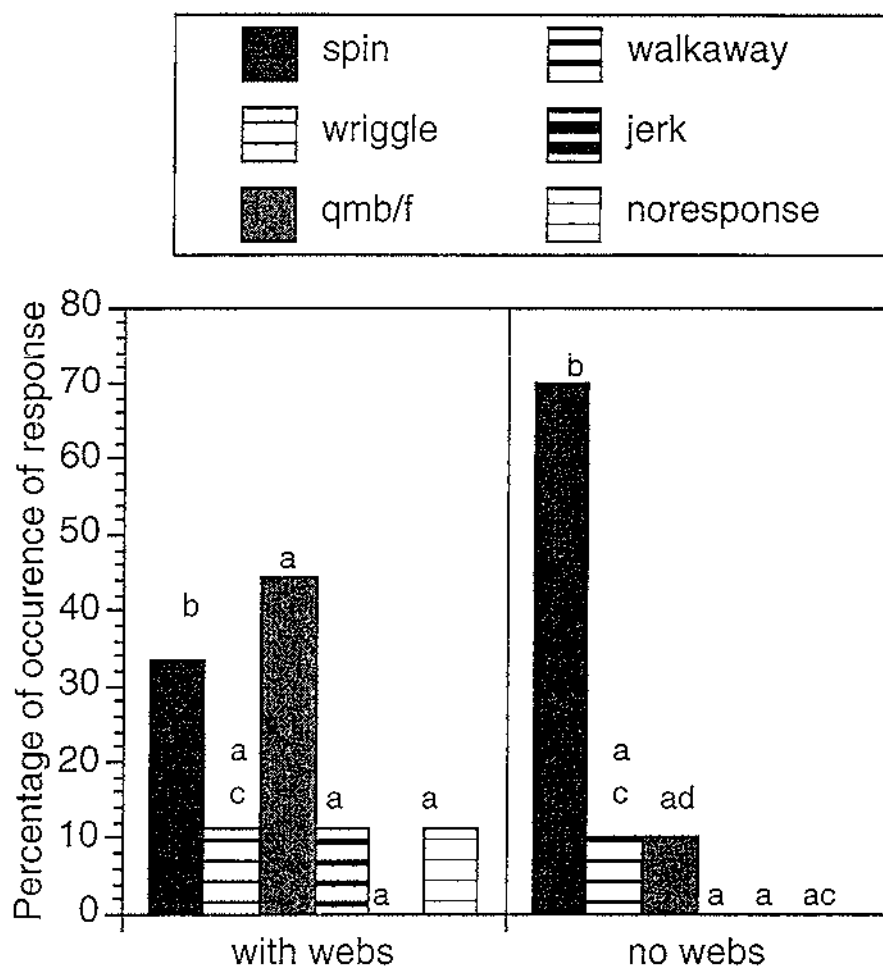 spin
walkaway
wriggle
jerk
qmb/f
noresponse
Percentage of occurence of response
80
70
60
50
40
30
20
10
0
b
a
c
a
a
a
a
b
a
c
ad
a
a
ac
with webs
no webs